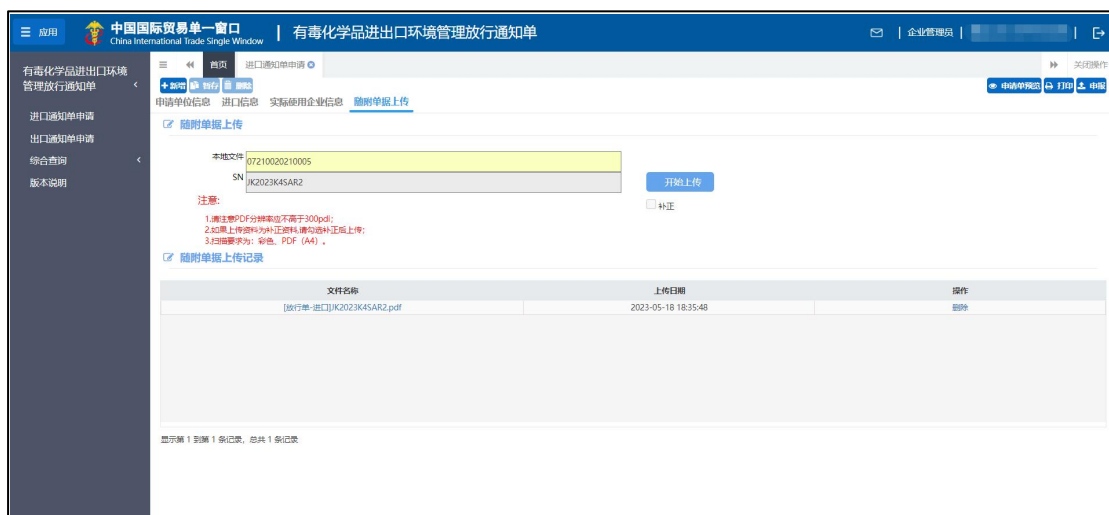 应用
中国国际贸易单一窗口 | 有毒化学品进出口环境管理放行通知单
China International Trade Single Window
企业管理员 |
有毒化学品进出口环境
管理放行通知单
进口通知单申请
出口通知单申请
综合查询
版本说明
首页 进口通知单申请 关闭操作
新增 暂存 删除 申请单预览 打印 申报
申请单位信息 进口信息 实际使用企业信息 随附单据上传
随附单据上传
本地文件 07210020210005
SN JK2023K4SAR2 开始上传
注意: 补正
1.请注意PDF分辨率应不高于300pdi;
2.如果上传资料为补正资料,请勾选补正后上传;
3.扫描要求为：彩色、PDF（A4）。
随附单据上传记录
文件名称 上传日期 操作
[放行单-进口]JK2023K4SAR2.pdf 2023-05-18 18:35:48 删除
显示第 1 到第 1 条记录，总共 1 条记录